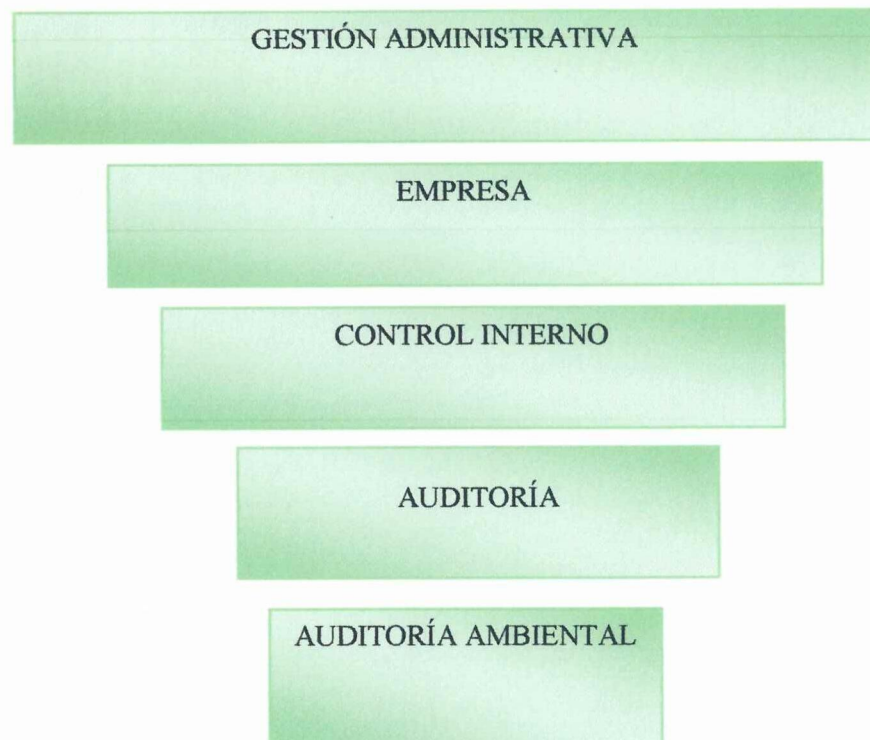 GESTIÓN ADMINISTRATIVA
EMPRESA
CONTROL INTERNO
AUDITORÍA
AUDITORÍA AMBIENTAL